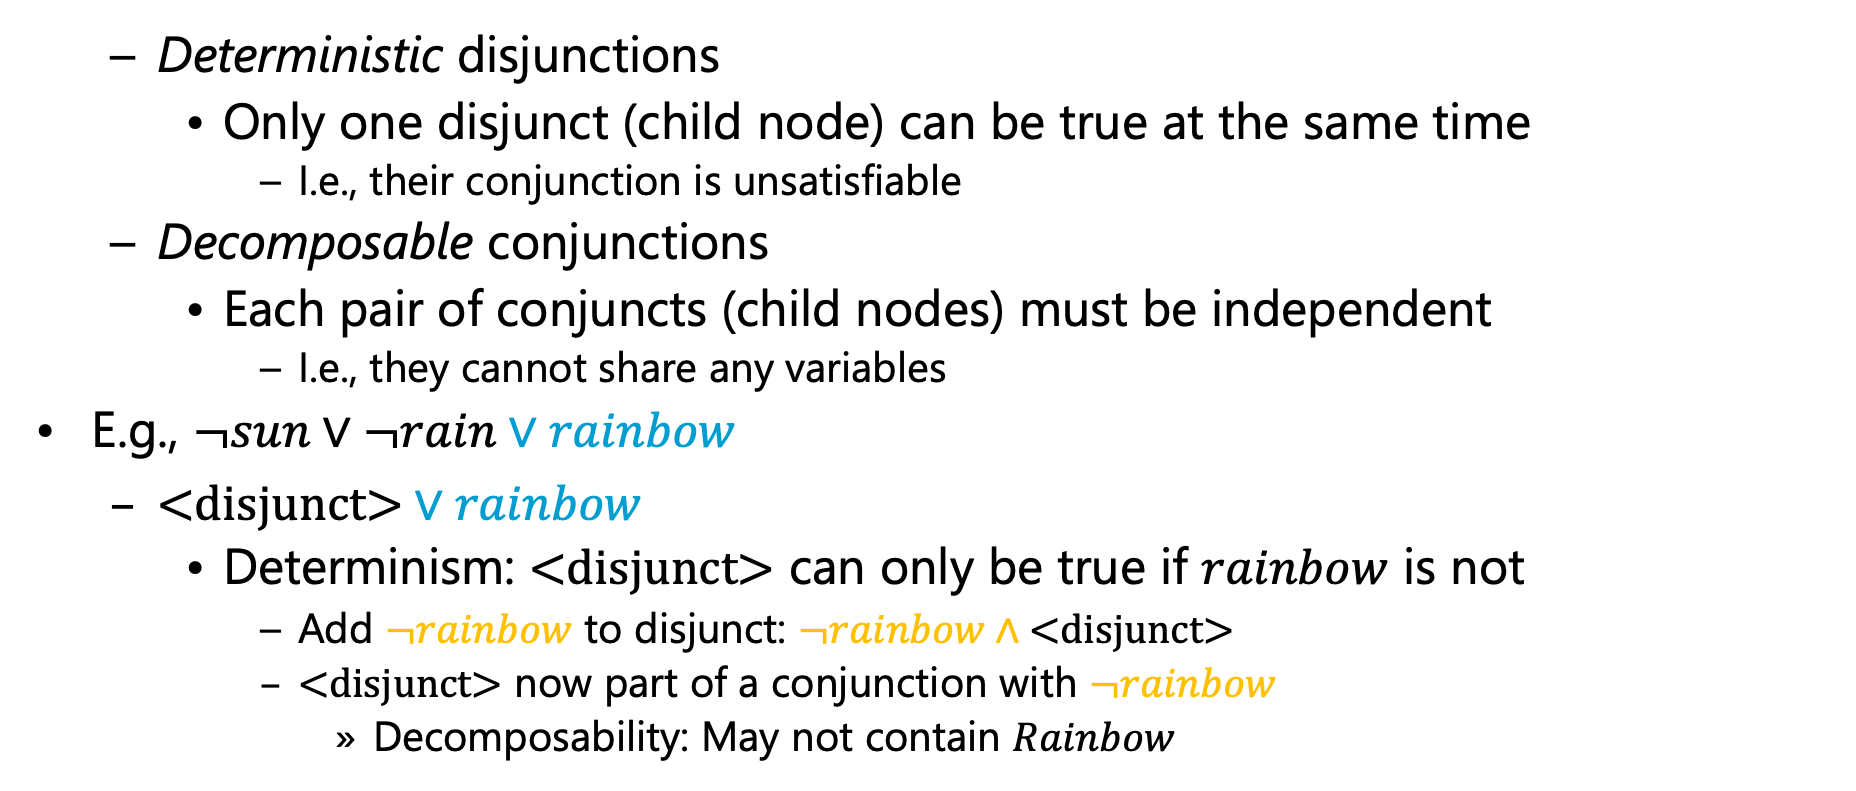 – Deterministic disjunctions
• Only one disjunct (child node) can be true at the same time
– I.e., their conjunction is unsatisfiable
– Decomposable conjunctions
• Each pair of conjuncts (child nodes) must be independent
– I.e., they cannot share any variables
• E.g., ¬sun ∨ ¬rain ∨ rainbow
– <disjunct> ∨ rainbow
• Determinism: <disjunct> can only be true if rainbow is not
– Add ¬rainbow to disjunct: ¬rainbow ∧ <disjunct>
– <disjunct> now part of a conjunction with ¬rainbow
» Decomposability: May not contain Rainbow